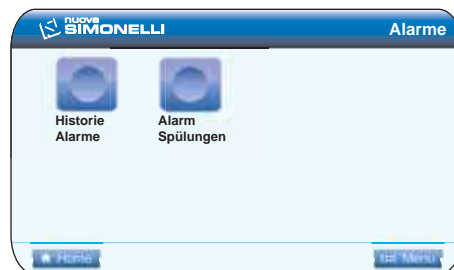 nuova
SIMONELLI
Alarme
Historie
Alarme
Alarm
Spülungen
Home
Menu